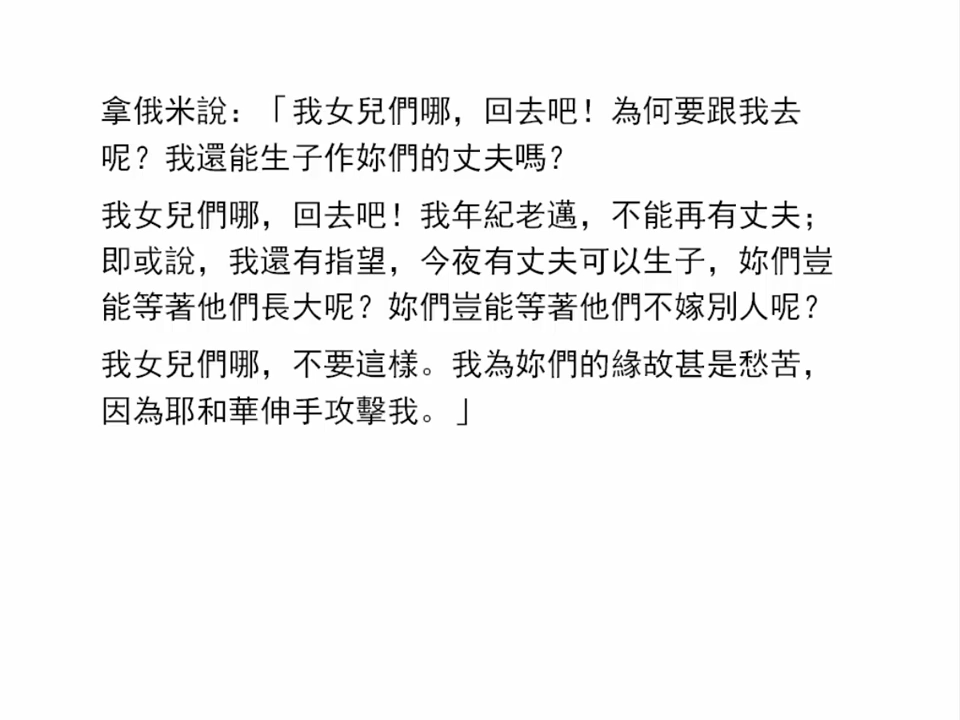 拿俄米說：「我女兒們哪，回去吧！為何要跟我去
呢？我還能生子作妳們的丈夫嗎？
我女兒們哪，回去吧！我年紀老邁，不能再有丈夫；
即或說，我還有指望，今夜有丈夫可以生子，妳們豈
能等著他們長大呢？妳們豈能等著他們不嫁別人呢？
我女兒們哪，不要這樣。我為妳們的緣故甚是愁苦，
因為耶和華伸手攻擊我。」